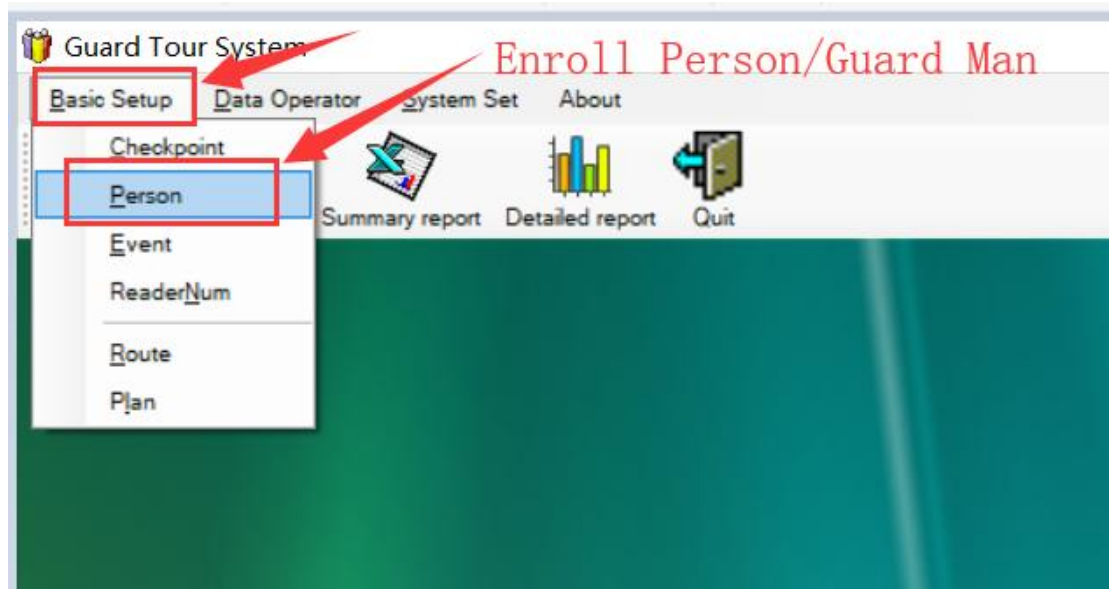 Guard Tour System
Enroll Person/Guard Man
Basic Setup Data Operator System Set About
Checkpoint
Person
Summary report Detailed report Quit
Event
ReaderNum
Route
Plan